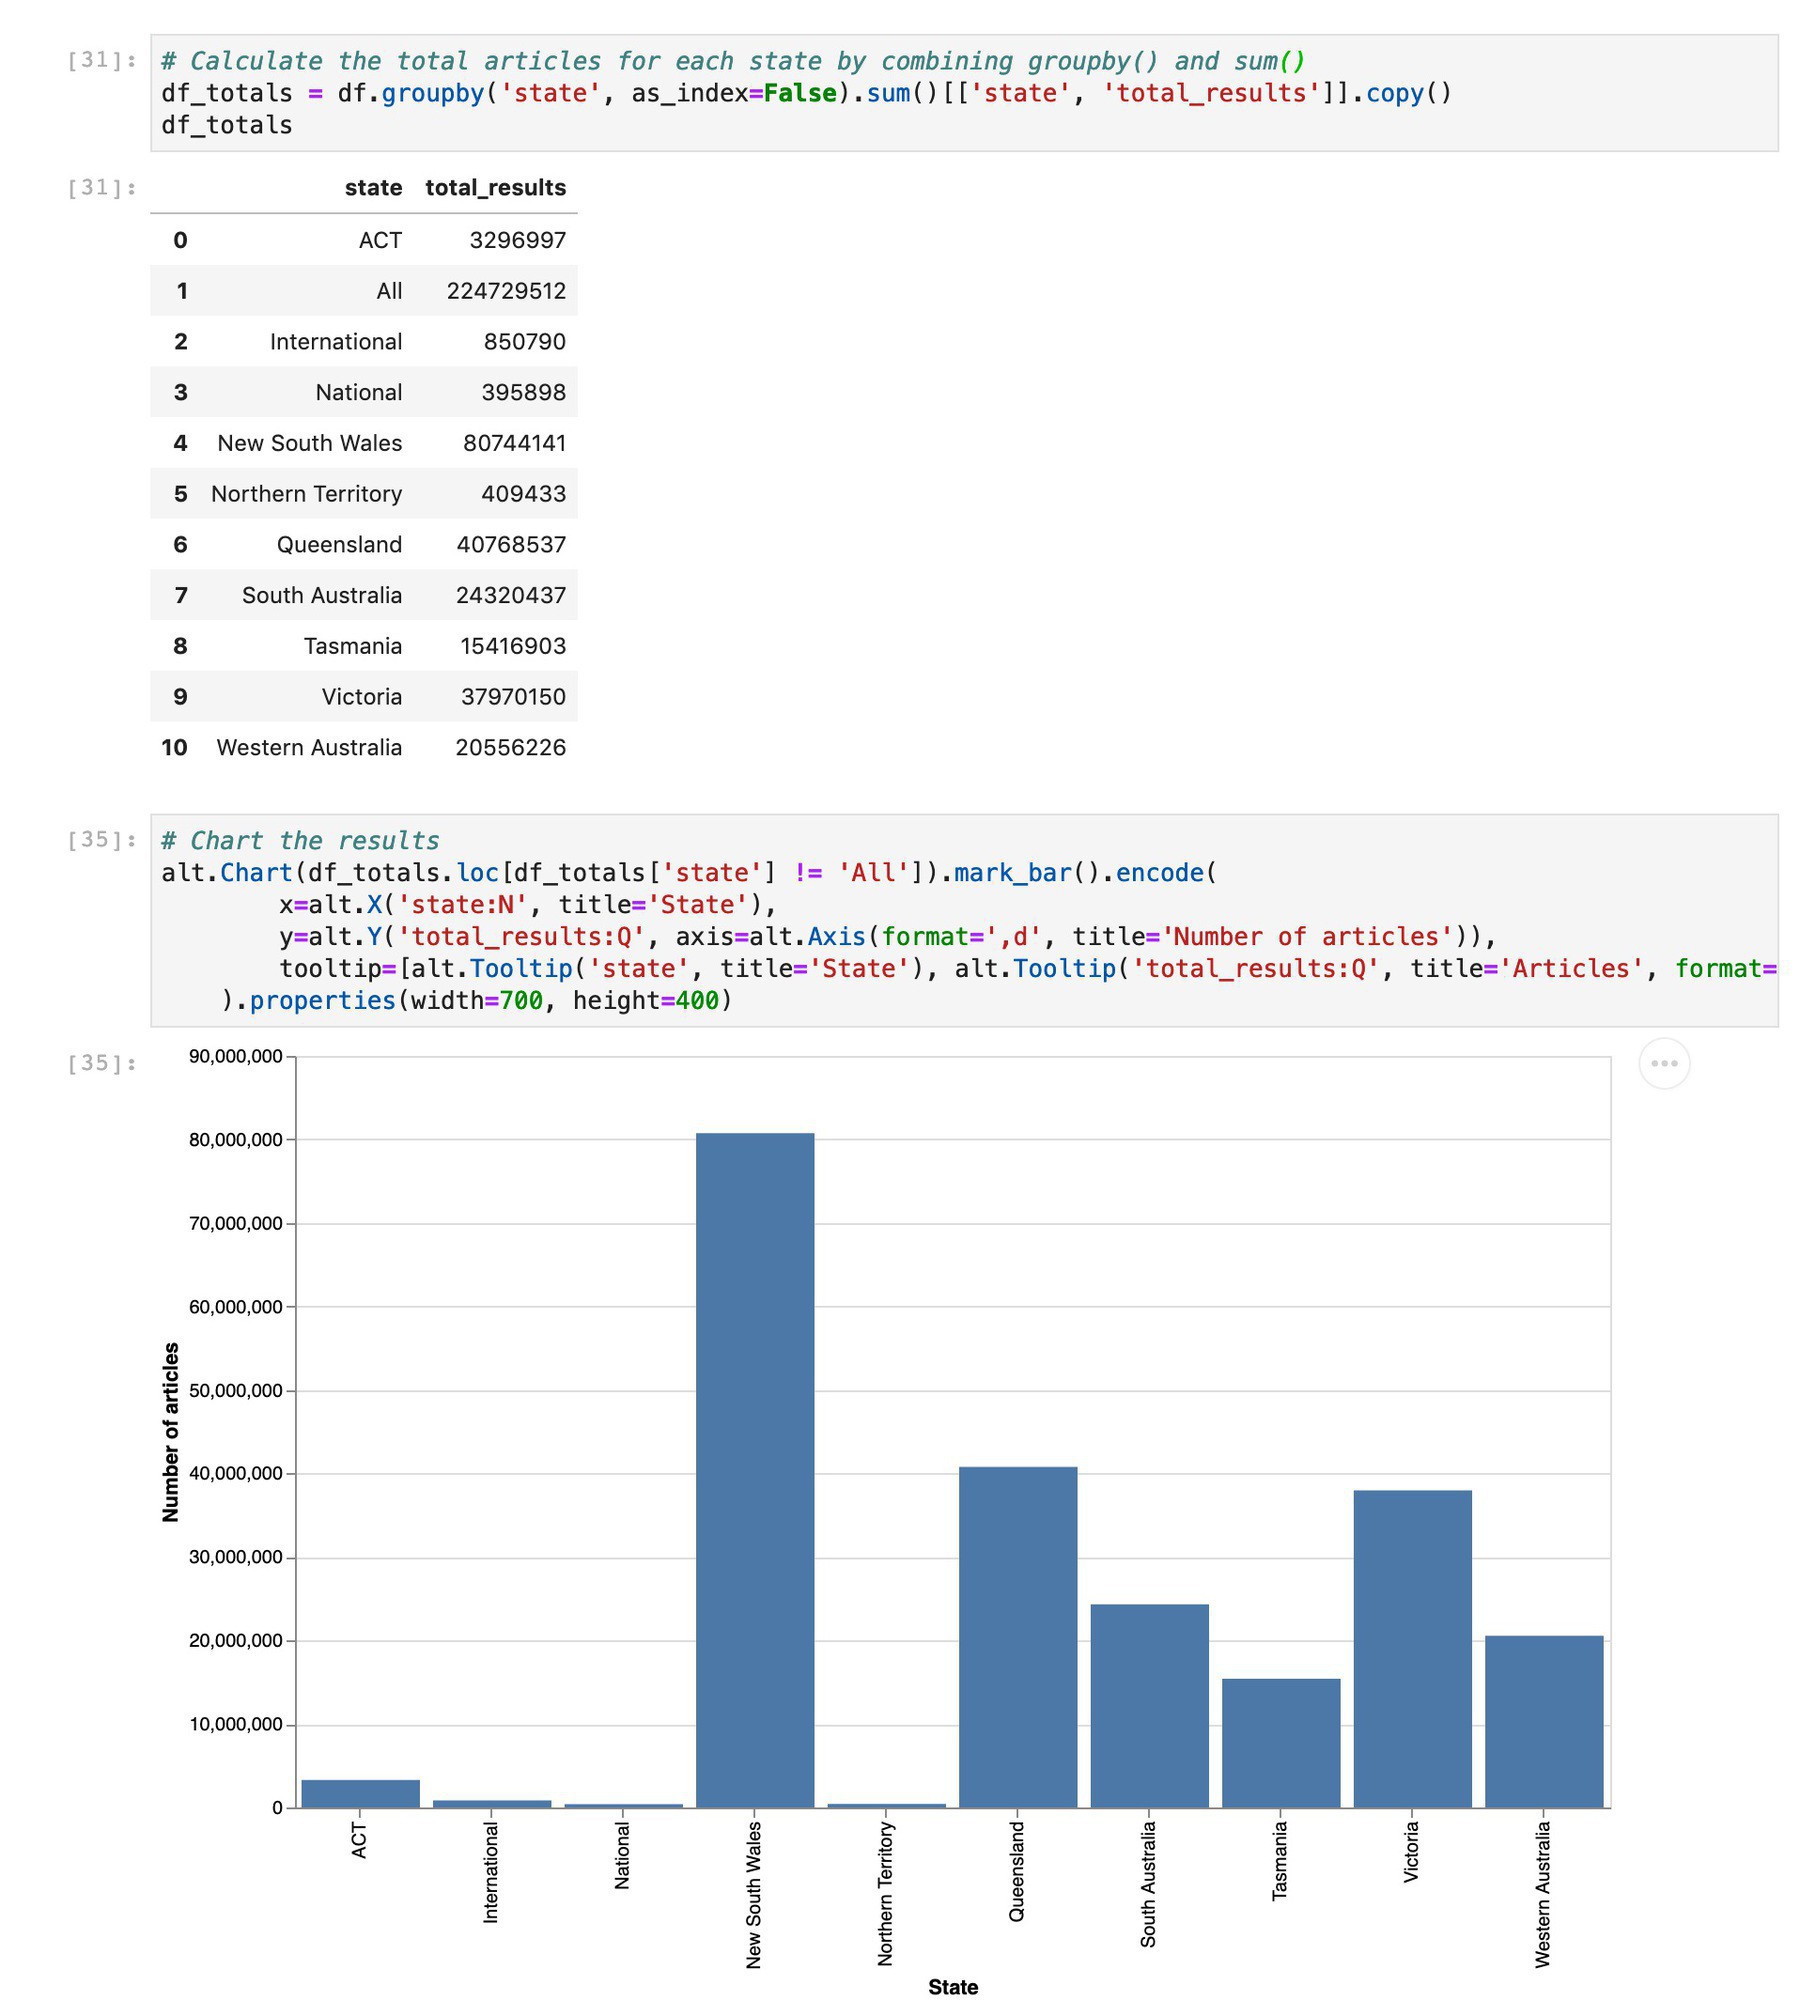 [31]:
# Calculate the total articles for each state by combining groupby() and sum()
df_totals = df.groupby('state', as_index=False).sum()[['state', 'total_results']].copy()
df_totals
[31]:
state total_results
0 ACT 3296997
1 All 224729512
2 International 850790
3 National 395898
4 New South Wales 80744141
5 Northern Territory 409433
6 Queensland 40768537
7 South Australia 24320437
8 Tasmania 15416903
9 Victoria 37970150
10 Western Australia 20556226
[35]:
# Chart the results
alt.Chart(df_totals.loc[df_totals['state'] != 'All']).mark_bar().encode(
        x=alt.X('state:N', title='State'),
        y=alt.Y('total_results:Q', axis=alt.Axis(format=',d', title='Number of articles')),
        tooltip=[alt.Tooltip('state', title='State'), alt.Tooltip('total_results:Q', title='Articles', format=
    ).properties(width=700, height=400)
[35]:
90,000,000
80,000,000
70,000,000
60,000,000
50,000,000
40,000,000
30,000,000
20,000,000
10,000,000
0
Number of articles
ACT
International
National
New South Wales
Northern Territory
Queensland
South Australia
Tasmania
Victoria
Western Australia
State